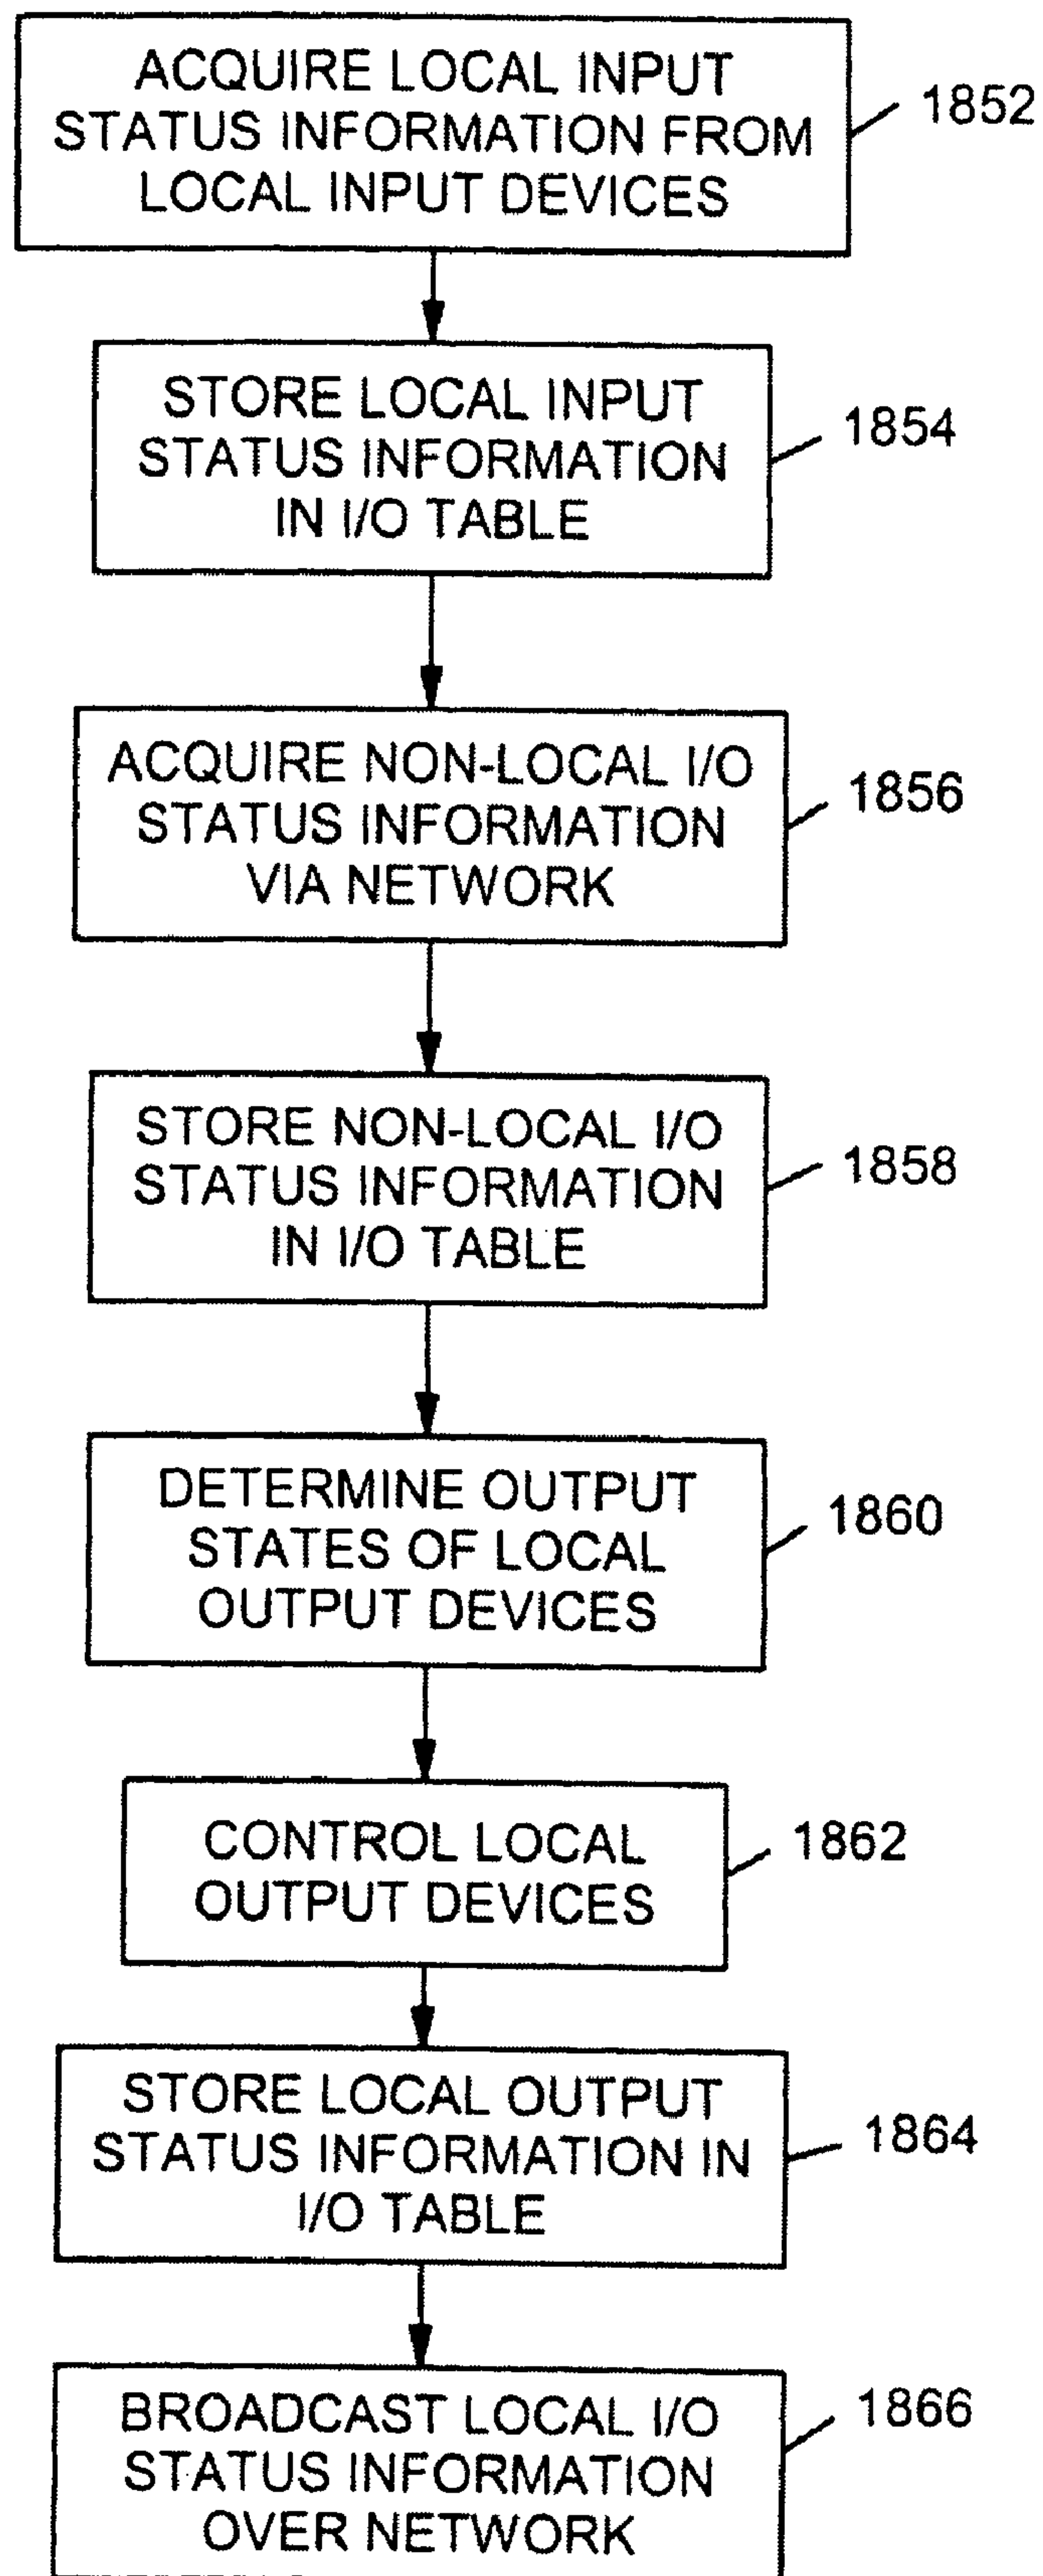 ACQUIRE LOCAL INPUT
STATUS INFORMATION FROM
LOCAL INPUT DEVICES
1852
STORE LOCAL INPUT
STATUS INFORMATION
IN I/O TABLE
1854
ACQUIRE NON-LOCAL I/O
STATUS INFORMATION
VIA NETWORK
1856
STORE NON-LOCAL I/O
STATUS INFORMATION
IN I/O TABLE
1858
DETERMINE OUTPUT
STATES OF LOCAL
OUTPUT DEVICES
1860
CONTROL LOCAL
OUTPUT DEVICES
1862
STORE LOCAL OUTPUT
STATUS INFORMATION IN
I/O TABLE
1864
BROADCAST LOCAL I/O
STATUS INFORMATION
OVER NETWORK
1866